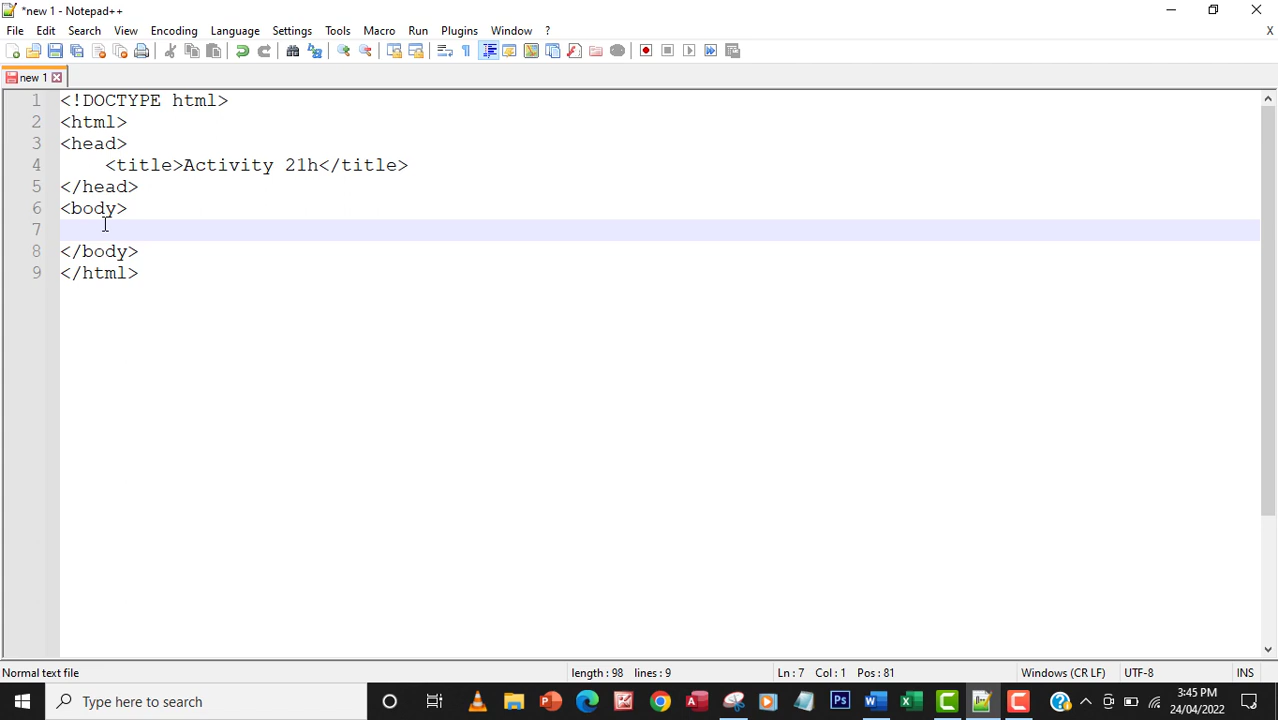 *new 1 - Notepad++
File Edit Search View Encoding Language Settings Tools Macro Run Plugins Window ? X
new 1
1 <!DOCTYPE html>
2 <html>
3 <head>
4     <title>Activity 21h</title>
5 </head>
6 <body>
7
8 </body>
9 </html>
Normal text file length : 98 lines : 9 Ln : 7 Col : 1 Pos : 81 Windows (CR LF) UTF-8 INS
Type here to search
3:45 PM
24/04/2022